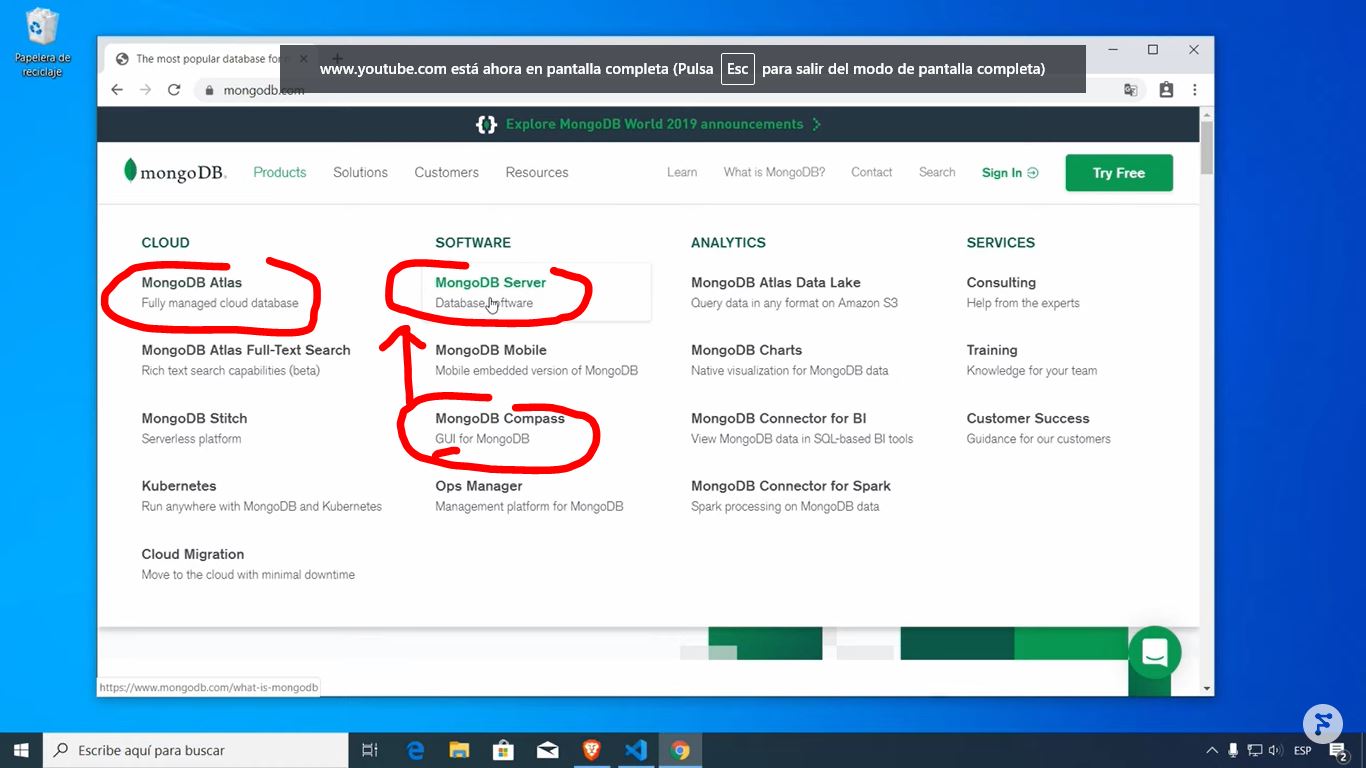 Papelera de
reciclaje
The most popular database for
www.youtube.com está ahora en pantalla completa (Pulsa Esc para salir del modo de pantalla completa)
mongodb.com
Explore MongoDB World 2019 announcements
mongoDB.
Products
Solutions
Customers
Resources
Learn
What is MongoDB?
Contact
Search
Sign In
Try Free
CLOUD
MongoDB Atlas
Fully managed cloud database
MongoDB Atlas Full-Text Search
Rich text search capabilities (beta)
MongoDB Stitch
Serverless platform
Kubernetes
Run anywhere with MongoDB and Kubernetes
Cloud Migration
Move to the cloud with minimal downtime
SOFTWARE
MongoDB Server
Database software
MongoDB Mobile
Mobile embedded version of MongoDB
MongoDB Compass
GUI for MongoDB
Ops Manager
Management platform for MongoDB
ANALYTICS
MongoDB Atlas Data Lake
Query data in any format on Amazon S3
MongoDB Charts
Native visualization for MongoDB data
MongoDB Connector for BI
View MongoDB data in SQL-based BI tools
MongoDB Connector for Spark
Spark processing on MongoDB data
SERVICES
Consulting
Help from the experts
Training
Knowledge for your team
Customer Success
Guidance for our customers
https://www.mongodb.com/what-is-mongodb
Escribe aquí para buscar
ESP
2